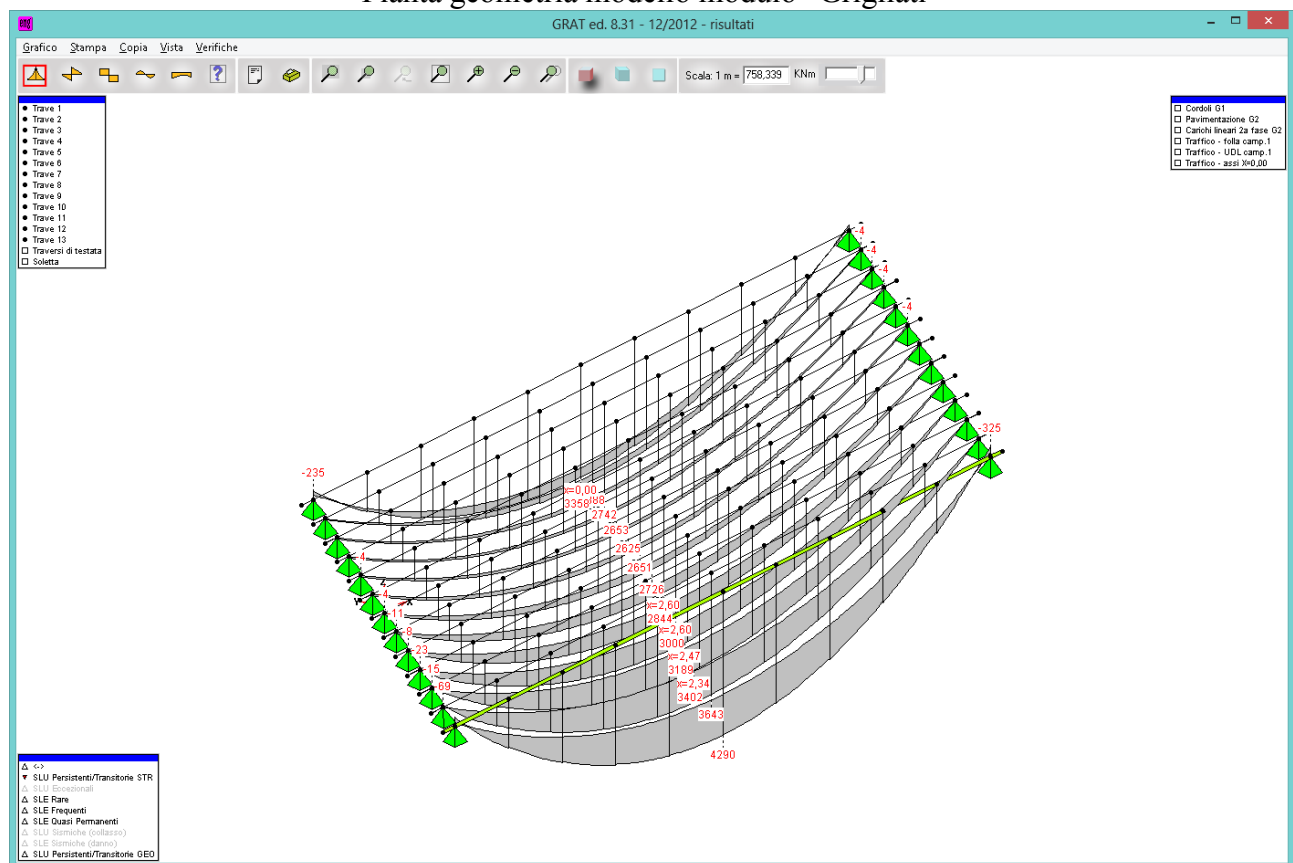 Pianta geometria modello modulo "Grigliati"
GRAT ed. 8.31 - 12/2012 - risultati
Grafico Stampa Copia Vista Verifiche
Scala: 1 m = 758,339 KNm
Trave 1
Trave 2
Trave 3
Trave 4
Trave 5
Trave 6
Trave 7
Trave 8
Trave 9
Trave 10
Trave 11
Trave 12
Trave 13
Traversi di testata
Soletta
Cordoli G1
Pavimentazione G2
Carichi lineari 2a fase G2
Traffico - folla camp.1
Traffico - UDL camp.1
Traffico - assi X=0,00
-4
-4
-4
-4
-325
-235
x=0,00
3358
2742
2653
2625
2651
2726
x=2,60
2844
x=2,60
3000
x=2,47
3189
x=2,34
3402
3643
4290
-4
-4
-11
-8
-23
-15
-69
<->
SLU Persistenti/Transitorie STR
SLU Eccezionali
SLE Rare
SLE Frequenti
SLE Quasi Permanenti
SLU Sismiche (collasso)
SLE Sismiche (danno)
SLU Persistenti/Transitorie GEO